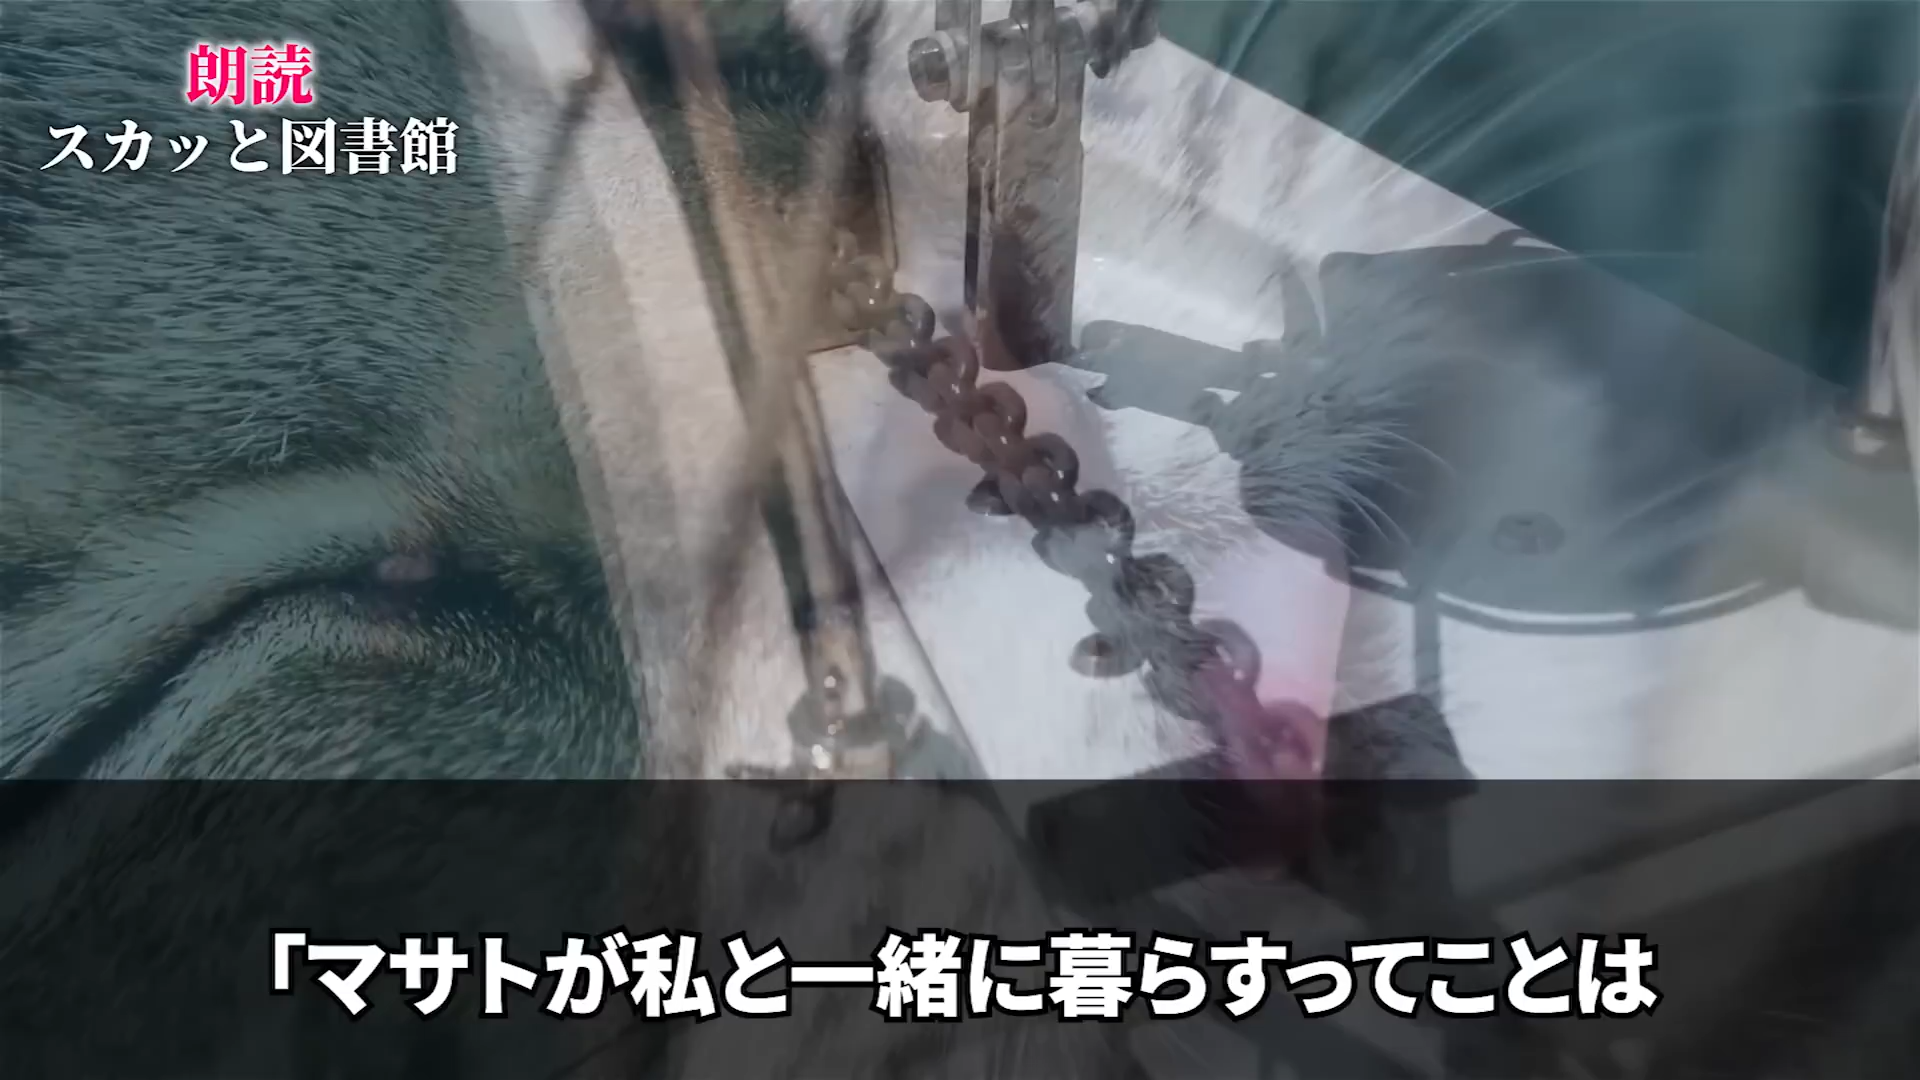 朗読
スカッと図書館
「マサトが私と一緒に暮らすってことは